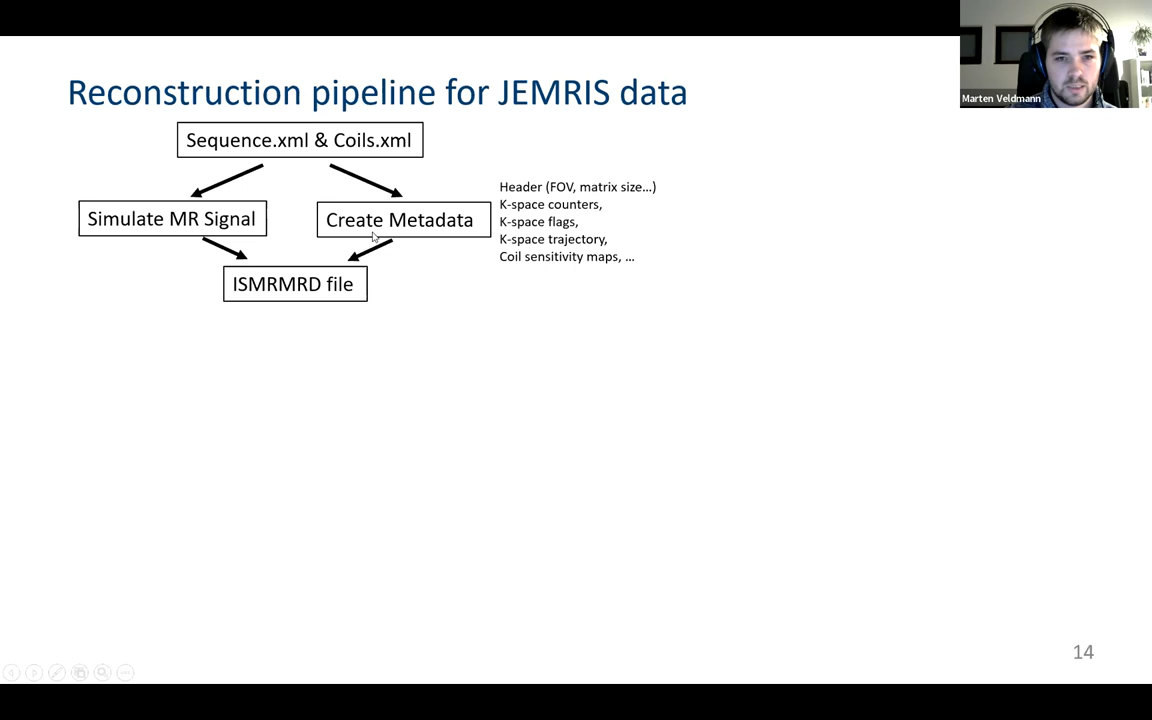 Marten Veldmann
Reconstruction pipeline for JEMRIS data
Sequence.xml & Coils.xml
Simulate MR Signal
Create Metadata
Header (FOV, matrix size...)
K-space counters,
K-space flags,
K-space trajectory,
Coil sensitivity maps, ...
ISMRMRD file
14